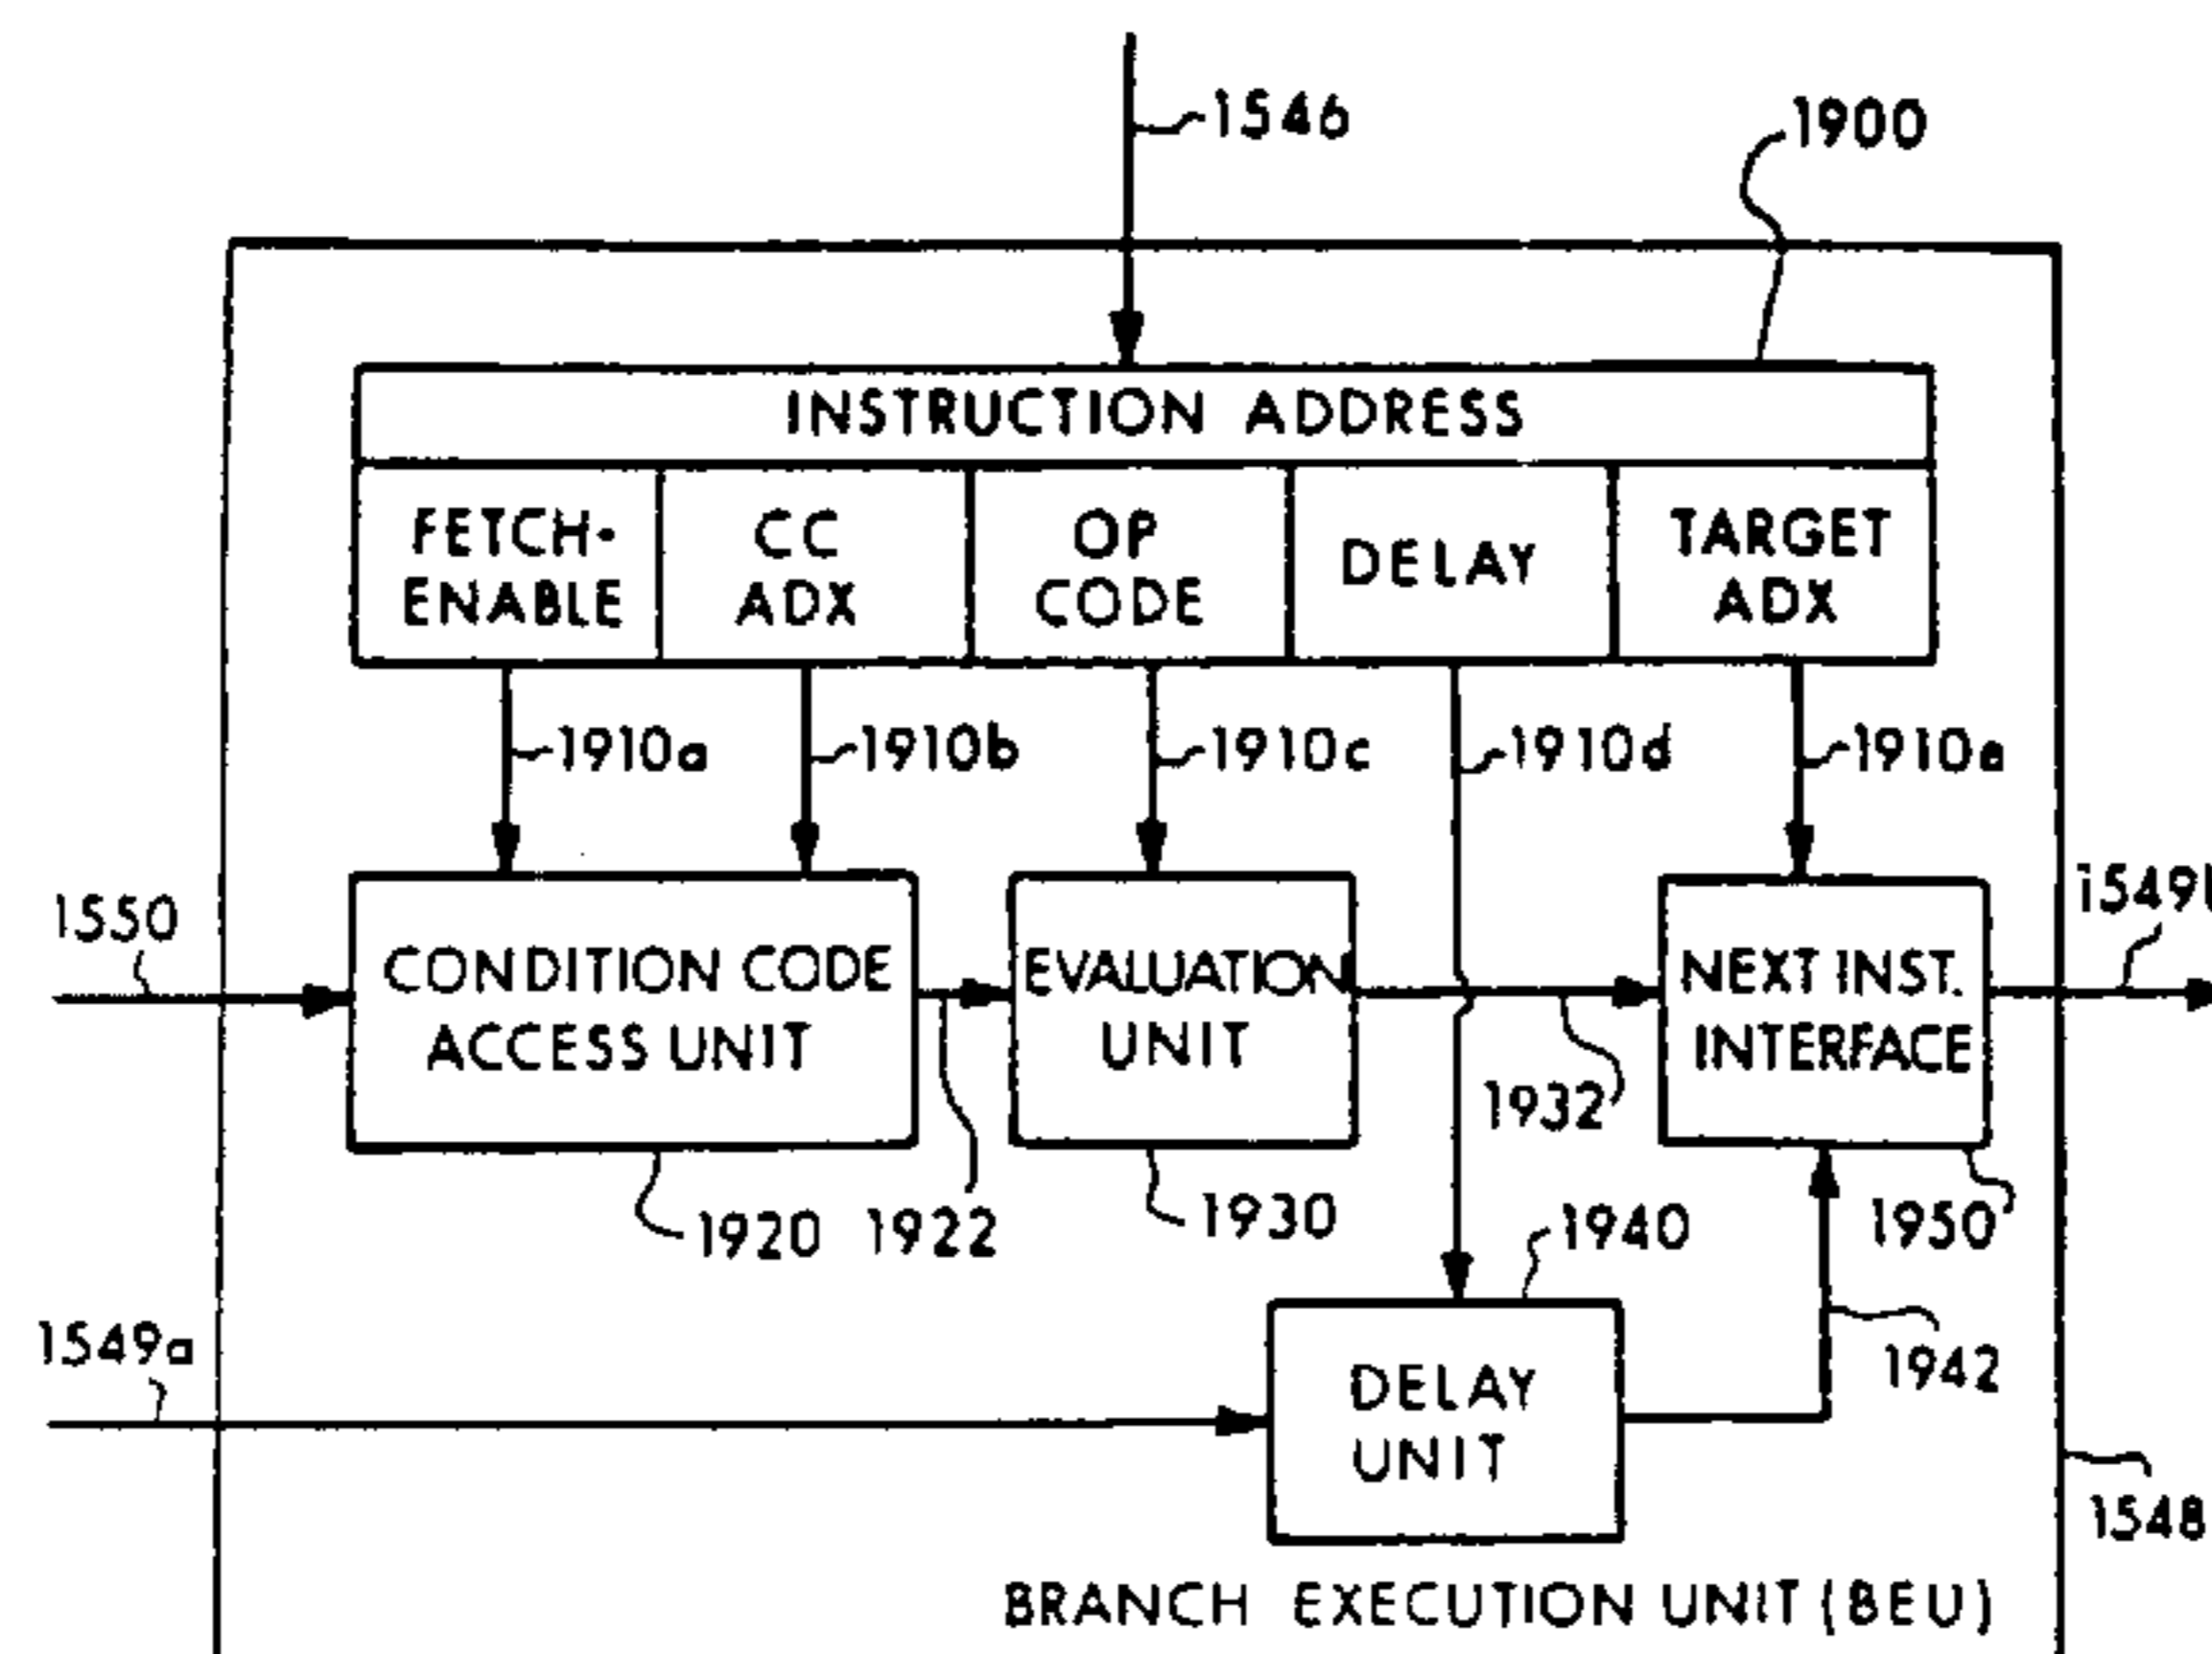 1546
1900
INSTRUCTION ADDRESS
FETCH-
ENABLE
CC
ADX
OP
CODE
DELAY
TARGET
ADX
1910a
1910b
1910c
1910d
1910e
1550
CONDITION CODE
ACCESS UNIT
EVALUATION
UNIT
NEXT INST.
INTERFACE
1549b
1932
1920
1922
1930
1940
1950
1549a
DELAY
UNIT
1942
1548
BRANCH EXECUTION UNIT (BEU)